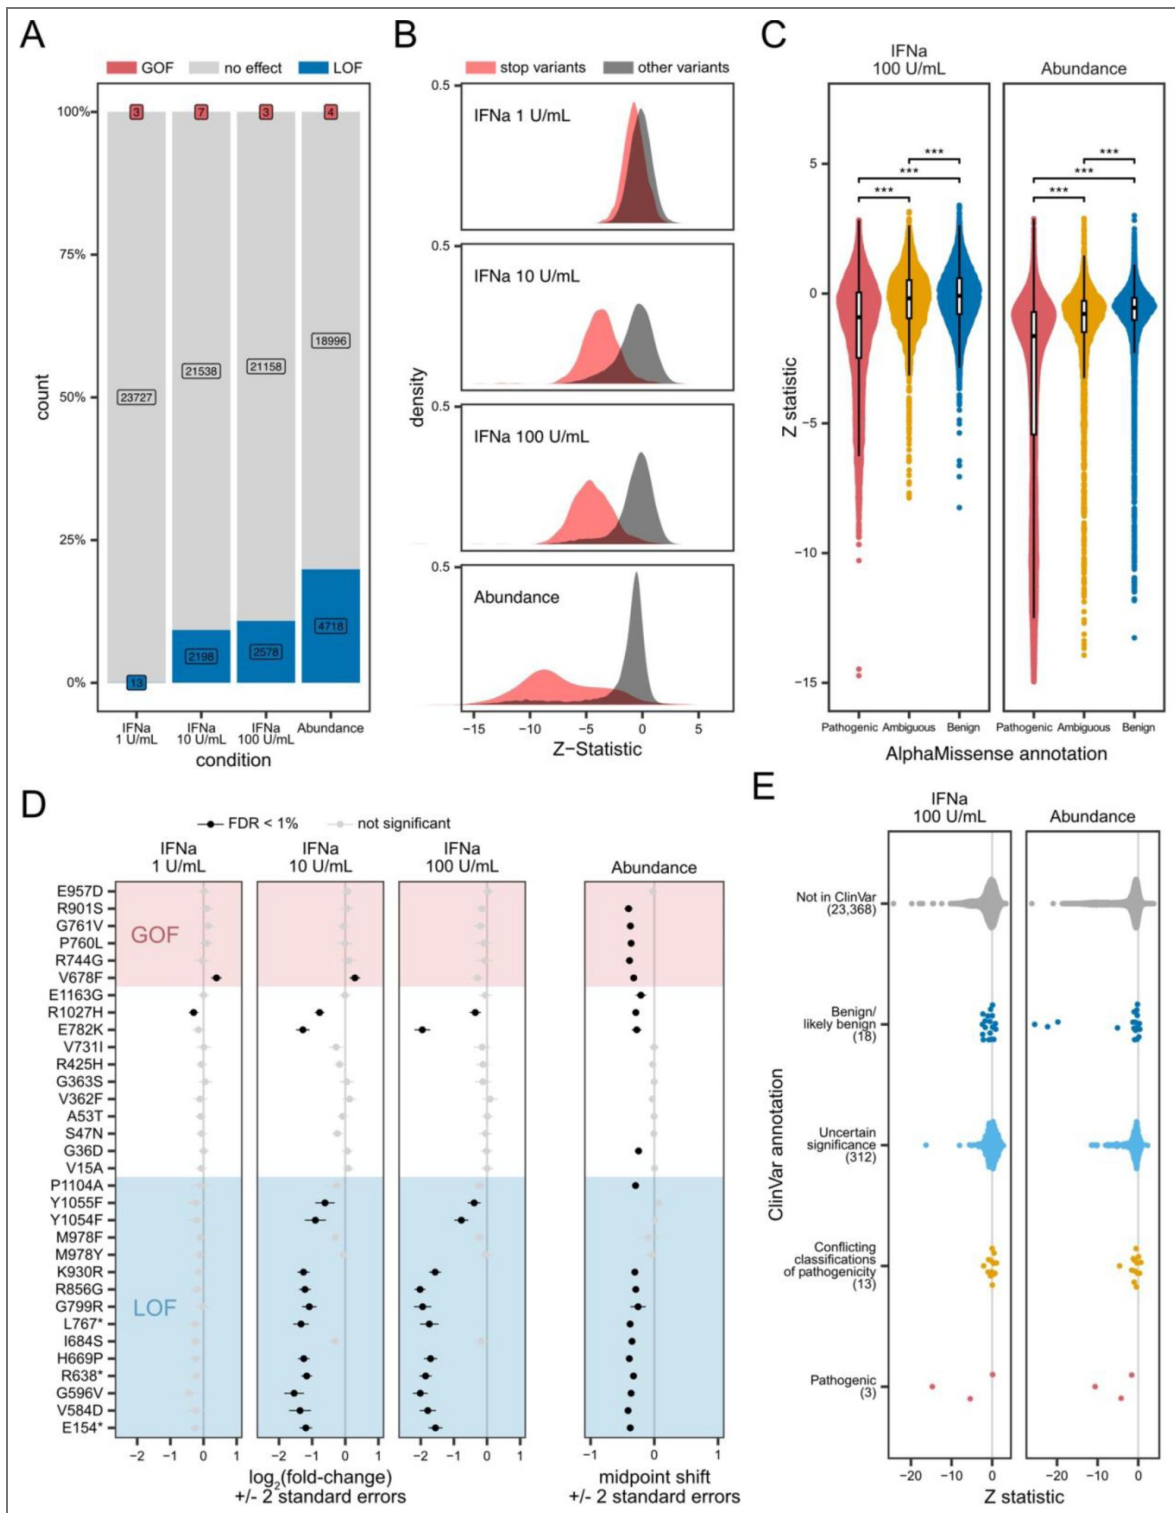 A
GOF no effect LOF
100%
75%
50%
25%
0%
count
3 7 3 4
23727 21538 21158 18996
13 2198 2578 4718
IFNa
1 U/mL
IFNa
10 U/mL
IFNa
100 U/mL
Abundance
condition
B
stop variants other variants
0.5
IFNa 1 U/mL
0.5
IFNa 10 U/mL
0.5
IFNa 100 U/mL
0.5
Abundance
density
−15 −10 −5 0 5
Z−Statistic
C
IFNa
100 U/mL
Abundance
*** *** ***
*** *** ***
5
0
−5
−10
−15
Z statistic
Pathogenic Ambiguous Benign
Pathogenic Ambiguous Benign
AlphaMissense annotation
D
FDR < 1% not significant
IFNa
1 U/mL
IFNa
10 U/mL
IFNa
100 U/mL
Abundance
GOF
LOF
E957D
R901S
G761V
P760L
R744G
V678F
E1163G
R1027H
E782K
V731I
R425H
G363S
V362F
A53T
S47N
G36D
V15A
P1104A
Y1055F
Y1054F
M978F
M978Y
K930R
R856G
G799R
L767*
I684S
H669P
R638*
G596V
V584D
E154*
−2 −1 0 1
−2 −1 0 1
−2 −1 0 1
−1 0 1
log2(fold-change)
+/- 2 standard errors
midpoint shift
+/- 2 standard errors
E
IFNa
100 U/mL
Abundance
ClinVar annotation
Not in ClinVar
(23,368)
Benign/
likely benign
(18)
Uncertain
significance
(312)
Conflicting
classifications
of pathogenicity
(13)
Pathogenic
(3)
−20 −10 0
−20 −10 0
Z statistic